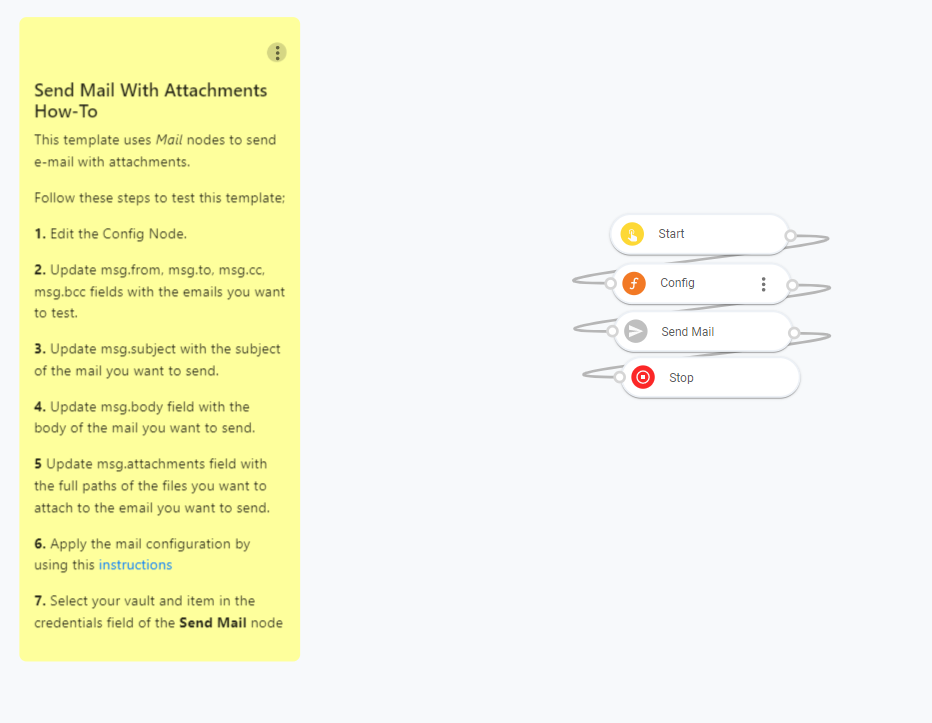 Send Mail With Attachments
How-To
This template uses Mail nodes to send
e-mail with attachments.
Follow these steps to test this template;
1. Edit the Config Node.
2. Update msg.from, msg.to, msg.cc,
msg.bcc fields with the emails you want
to test.
3. Update msg.subject with the subject
of the mail you want to send.
4. Update msg.body field with the
body of the mail you want to send.
5 Update msg.attachments field with
the full paths of the files you want to
attach to the email you want to send.
6. Apply the mail configuration by
using this instructions
7. Select your vault and item in the
credentials field of the Send Mail node
Start
Config
Send Mail
Stop